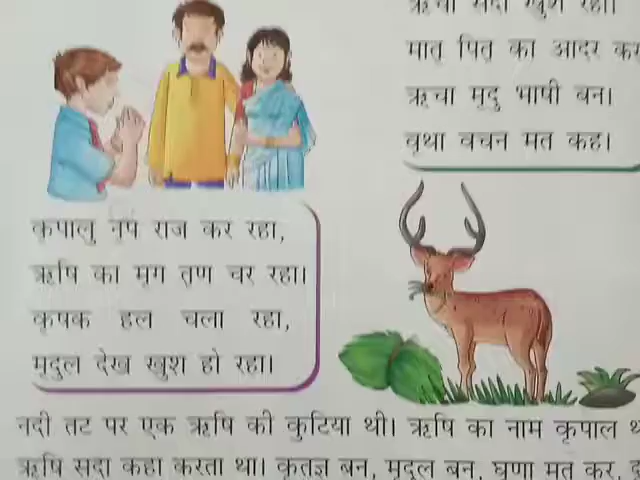 ऋचा सदा खुश रहा।
मातृ पितृ का आदर
ऋचा मृदु भाषी बन।
वृथा वचन मत कह।
कृपालु नृप राज कर रहा,
ऋषि का मृग तृण चर रहा।
कृषक हल चला रहा,
मृदुल देख खुश हो रहा।
नदी तट पर एक ऋषि की कुटिया थी। ऋषि का नाम कृपाल
ऋषि सदा कहा करता था। कृतज्ञ बन, मृदुल बन, घृणा मत कर,